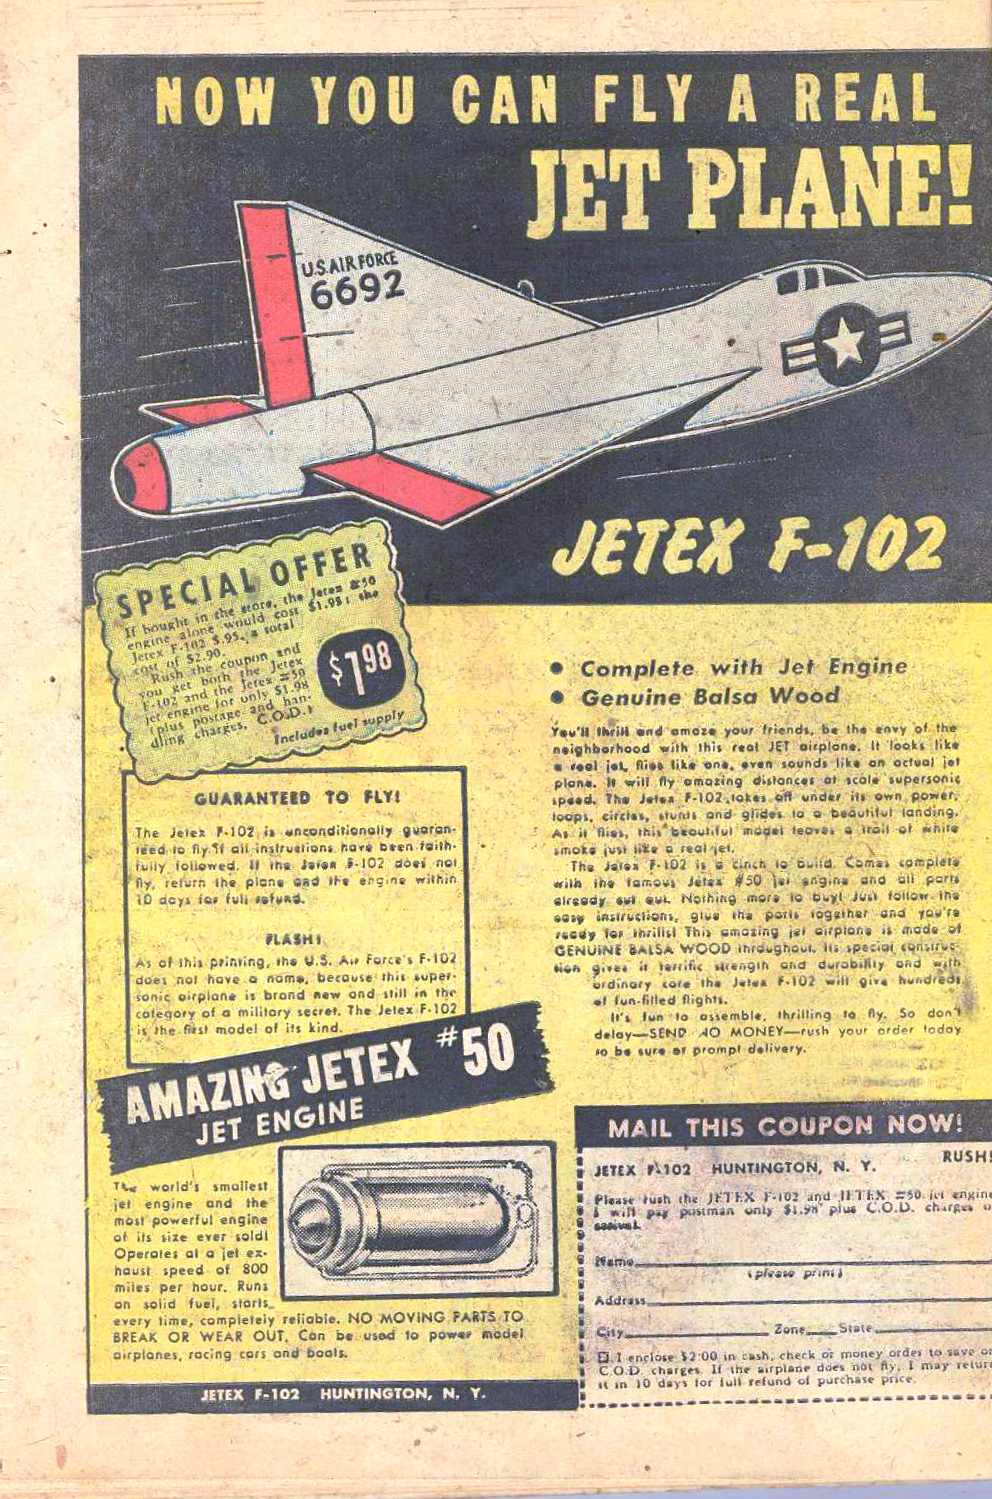 NOW YOU CAN FLY A REAL
JET PLANE!
U.S. AIR FORCE
6692
JETEX F-102
SPECIAL OFFER
If bought in the store, the Jetex #50
engine alone would cost $1.95; the
Jetex F-102 $.95, a total
cost of $2.90.
Rush the coupon and
you get both the Jetex
F-102 and the Jetex #50
jet engine for only $1.98
(plus postage and han-
dling charges, C.O.D.)
$1.98
Includes fuel supply
• Complete with Jet Engine
• Genuine Balsa Wood
You'll thrill and amaze your friends, be the envy of the
neighborhood with this real JET airplane. It looks like
a real jet, flies like one, even sounds like an actual jet
plane. It will fly amazing distances at scale supersonic
speed. The Jetex F-102 takes off under its own power,
loops, circles, stunts and glides to a beautiful landing.
As it flies, this beautiful model leaves a trail of white
smoke just like a real jet.
The Jetex F-102 is a cinch to build. Comes complete
with the famous Jetex #50 jet engine and all parts
already cut out. Nothing more to buy! Just follow the
easy instructions, glue the parts together and you're
ready for thrills! This amazing jet airplane is made of
GENUINE BALSA WOOD throughout. Its special construc-
tion gives it terrific strength and durability and with
ordinary care the Jetex F-102 will give hundreds
of fun-filled flights.
It's fun to assemble, thrilling to fly. So don't
delay—SEND NO MONEY—rush your order today
to be sure of prompt delivery.
GUARANTEED TO FLY!
The Jetex F-102 is unconditionally guaran-
teed to fly if all instructions have been faith-
fully followed. If the Jetex F-102 does not
fly, return the plane and the engine within
10 days for full refund.
FLASH!
As of this printing, the U.S. Air Force's F-102
does not have a name, because this super-
sonic airplane is brand new and still in the
category of a military secret. The Jetex F-102
is the first model of its kind.
AMAZING JETEX #50
JET ENGINE
The world's smallest
jet engine and the
most powerful engine
of its size ever sold!
Operates at a jet ex-
haust speed of 800
miles per hour. Runs
on solid fuel, starts
every time, completely reliable. NO MOVING PARTS TO
BREAK OR WEAR OUT. Can be used to power model
airplanes, racing cars and boats.
JETEX F-102 HUNTINGTON, N. Y.
MAIL THIS COUPON NOW!
JETEX F-102 HUNTINGTON, N. Y. RUSH!
Please rush the JETEX F-102 and JETEX #50 jet engine.
I will pay postman only $1.98 plus C.O.D. charges on
arrival.
Name
(please print)
Address
City Zone State
I enclose $2.00 in cash, check or money order to save on
C.O.D. charges. If the airplane does not fly, I may return
it in 10 days for full refund of purchase price.